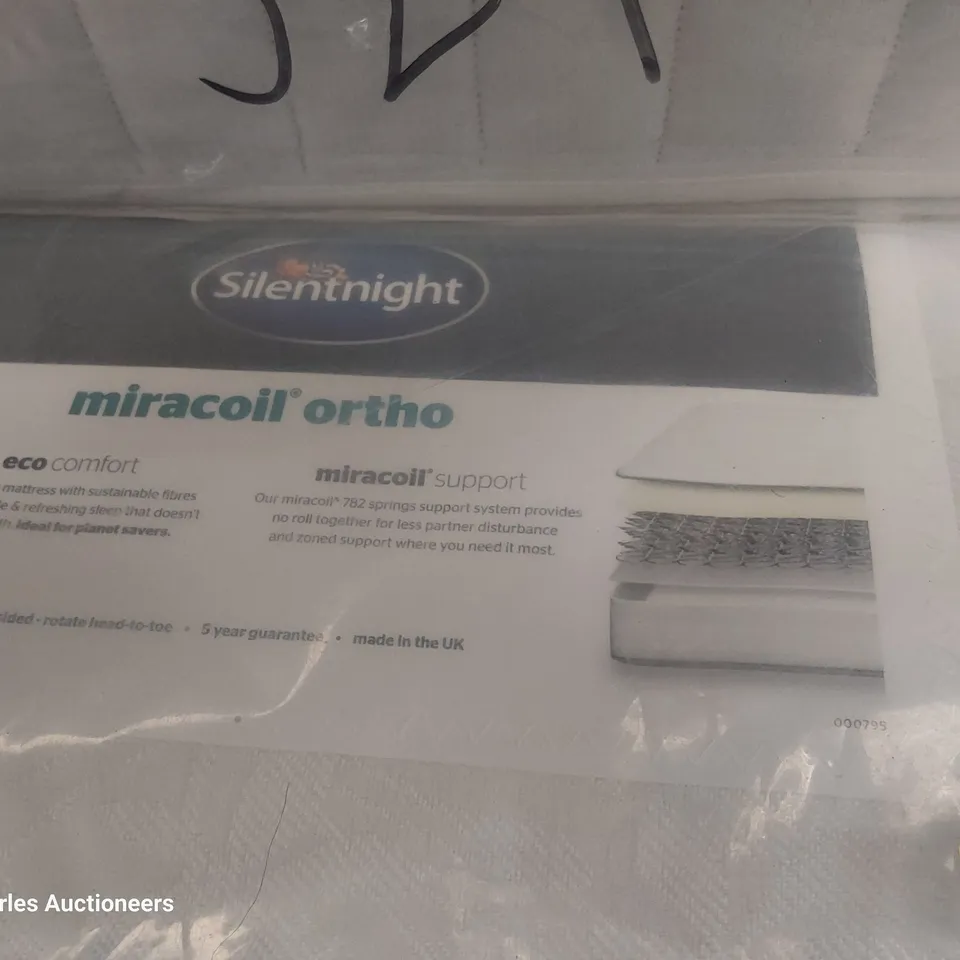 Silentnight
miracoil® ortho
eco comfort
mattress with sustainable fibres
& refreshing sleep that doesn't
ideal for planet savers.
miracoil® support
Our miracoil® 782 springs support system provides
no roll together for less partner disturbance
and zoned support where you need it most.
sided - rotate head-to-toe • 5 year guarantee • made in the UK
000795
rles Auctioneers